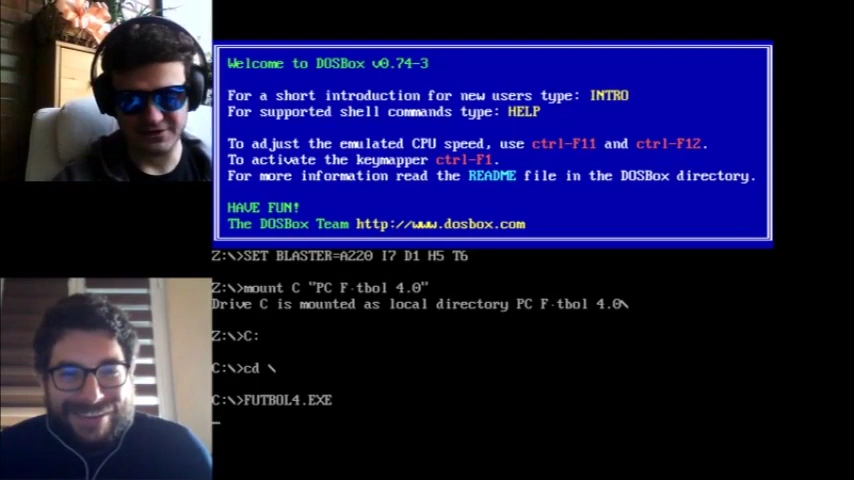 Welcome to DOSBox v0.74-3
For a short introduction for new users type: INTRO
For supported shell commands type: HELP
To adjust the emulated CPU speed, use ctrl-F11 and ctrl-F12.
To activate the keymapper ctrl-F1.
For more information read the README file in the DOSBox directory.
HAVE FUN!
The DOSBox Team http://www.dosbox.com
Z:\>SET BLASTER=A220 I7 D1 H5 T6
Z:\>mount C "PC F·tbol 4.0"
Drive C is mounted as local directory PC F·tbol 4.0\
Z:\>C:
C:\>cd \
C:\>FUTBOL4.EXE